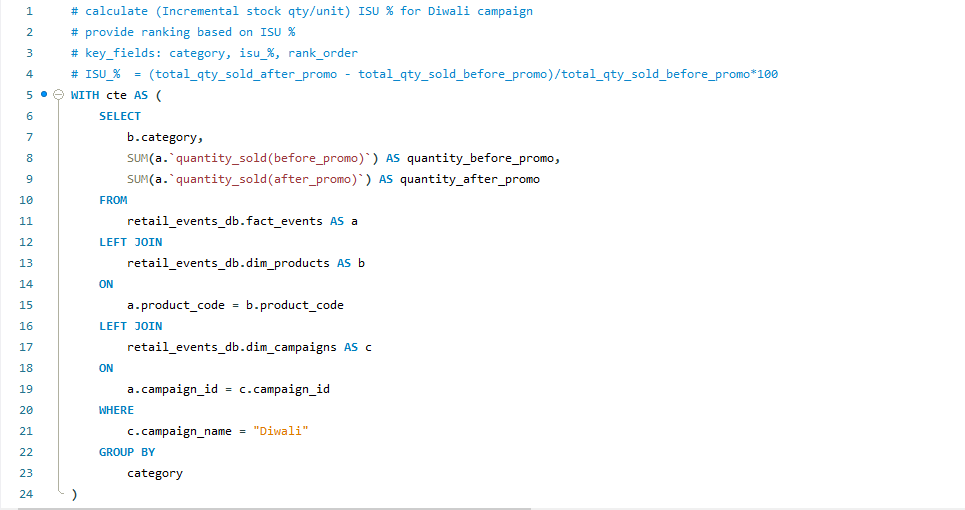 1 # calculate (Incremental stock qty/unit) ISU % for Diwali campaign
2 # provide ranking based on ISU %
3 # key_fields: category, isu_%, rank_order
4 # ISU_%  = (total_qty_sold_after_promo - total_qty_sold_before_promo)/total_qty_sold_before_promo*100
5 WITH cte AS (
6     SELECT
7         b.category,
8         SUM(a.`quantity_sold(before_promo)`) AS quantity_before_promo,
9         SUM(a.`quantity_sold(after_promo)`) AS quantity_after_promo
10     FROM
11         retail_events_db.fact_events AS a
12     LEFT JOIN
13         retail_events_db.dim_products AS b
14     ON
15         a.product_code = b.product_code
16     LEFT JOIN
17         retail_events_db.dim_campaigns AS c
18     ON
19         a.campaign_id = c.campaign_id
20     WHERE
21         c.campaign_name = "Diwali"
22     GROUP BY
23         category
24 )